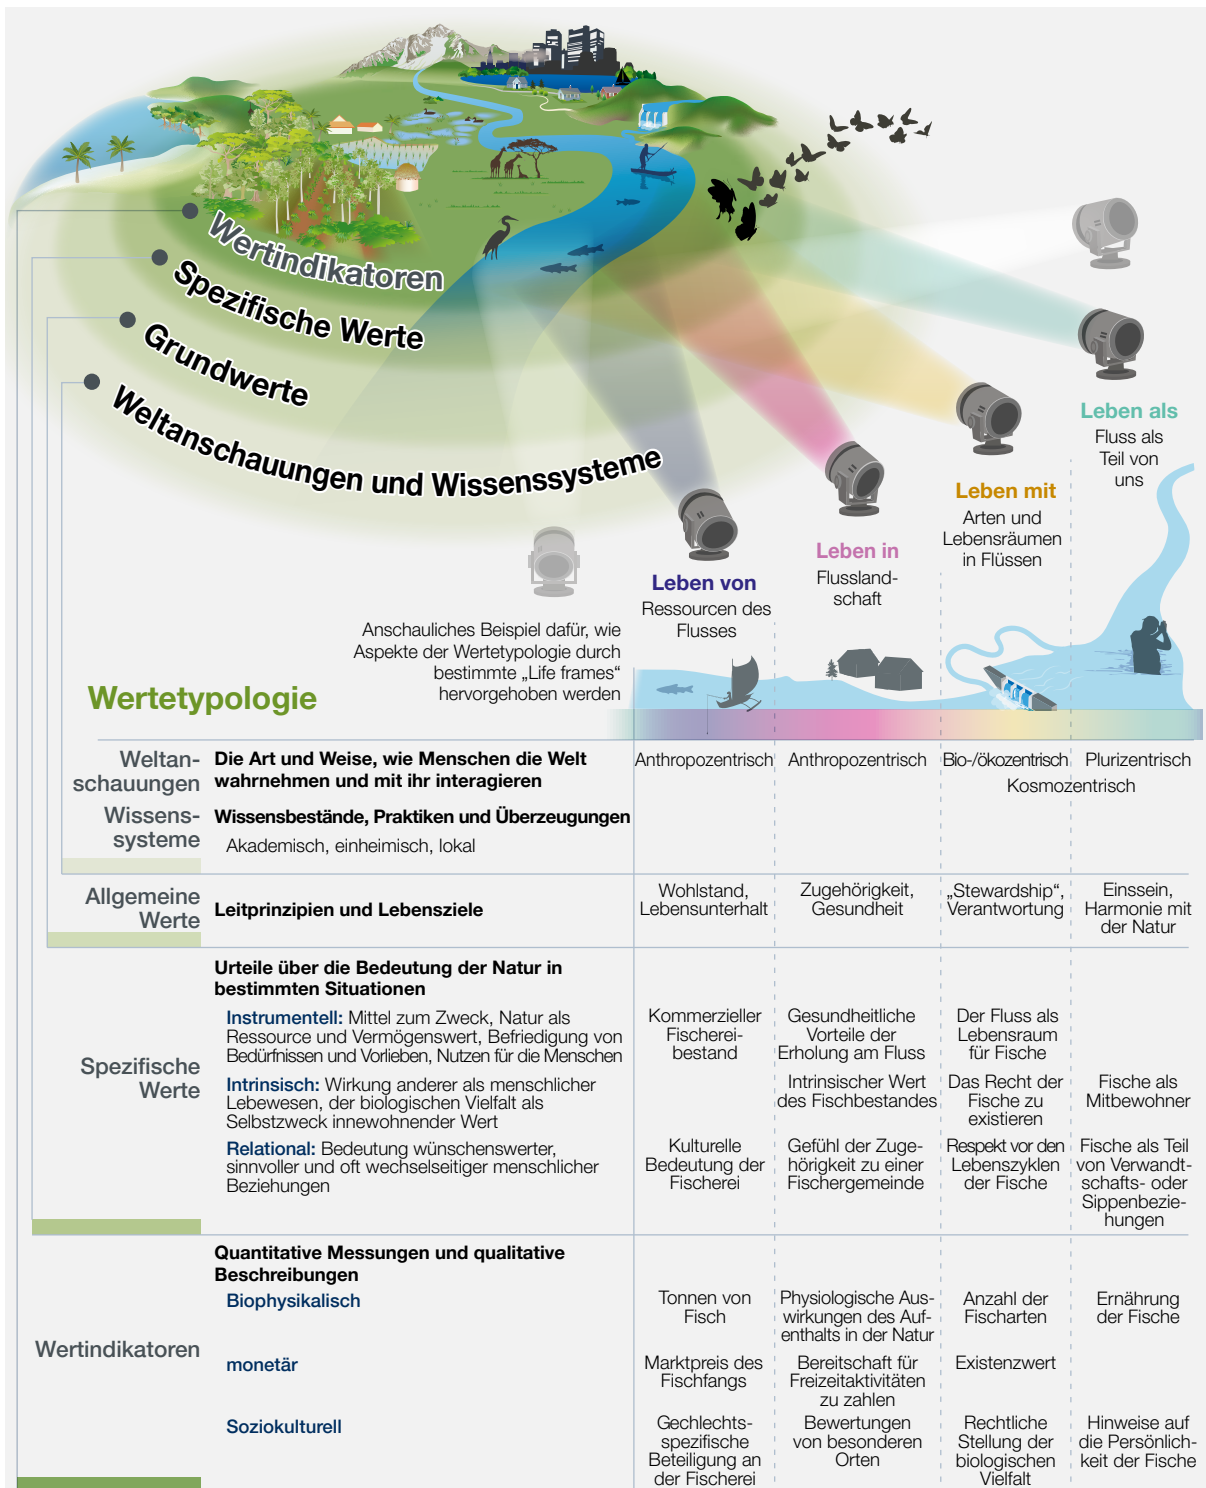 Wertindikatoren
Spezifische Werte
Grundwerte
Weltanschauungen und Wissenssysteme
Leben als
Fluss als
Teil von
uns
Leben mit
Arten und
Lebensräumen
in Flüssen
Leben in
Flussland-
schaft
Leben von
Ressourcen des
Flusses
Anschauliches Beispiel dafür, wie
Aspekte der Wertetypologie durch
bestimmte „Life frames“
hervorgehoben werden
Wertetypologie
Weltan-
schauungen
Die Art und Weise, wie Menschen die Welt
wahrnehmen und mit ihr interagieren
Anthropozentrisch
Anthropozentrisch
Bio-/ökozentrisch
Plurizentrisch
Kosmozentrisch
Wissens-
systeme
Wissensbestände, Praktiken und Überzeugungen
Akademisch, einheimisch, lokal
Allgemeine
Werte
Leitprinzipien und Lebensziele
Wohlstand,
Lebensunterhalt
Zugehörigkeit,
Gesundheit
„Stewardship“,
Verantwortung
Einssein,
Harmonie mit
der Natur
Spezifische
Werte
Urteile über die Bedeutung der Natur in
bestimmten Situationen
Instrumentell: Mittel zum Zweck, Natur als
Ressource und Vermögenswert, Befriedigung von
Bedürfnissen und Vorlieben, Nutzen für die Menschen
Kommerzieller
Fischerei-
bestand
Gesundheitliche
Vorteile der
Erholung am Fluss
Der Fluss als
Lebensraum
für Fische
Intrinsisch: Wirkung anderer als menschlicher
Lebewesen, der biologischen Vielfalt als
Selbstzweck innewohnender Wert
Intrinsischer Wert
des Fischbestandes
Das Recht der
Fische zu
existieren
Fische als
Mitbewohner
Relational: Bedeutung wünschenswerter,
sinnvoller und oft wechselseitiger menschlicher
Beziehungen
Kulturelle
Bedeutung der
Fischerei
Gefühl der Zuge-
hörigkeit zu einer
Fischergemeinde
Respekt vor den
Lebenszyklen
der Fische
Fische als Teil
von Verwandt-
schafts- oder
Sippenbezie-
hungen
Wertindikatoren
Quantitative Messungen und qualitative
Beschreibungen
Biophysikalisch
Tonnen von
Fisch
Physiologische Aus-
wirkungen des Auf-
enthalts in der Natur
Anzahl der
Fischarten
Ernährung
der Fische
monetär
Marktpreis des
Fischfangs
Bereitschaft für
Freizeitaktivitäten
zu zahlen
Existenzwert
Soziokulturell
Gechlechts-
spezifische
Beteiligung an
der Fischerei
Bewertungen
von besonderen
Orten
Rechtliche
Stellung der
biologischen
Vielfalt
Hinweise auf
die Persönlich-
keit der Fische